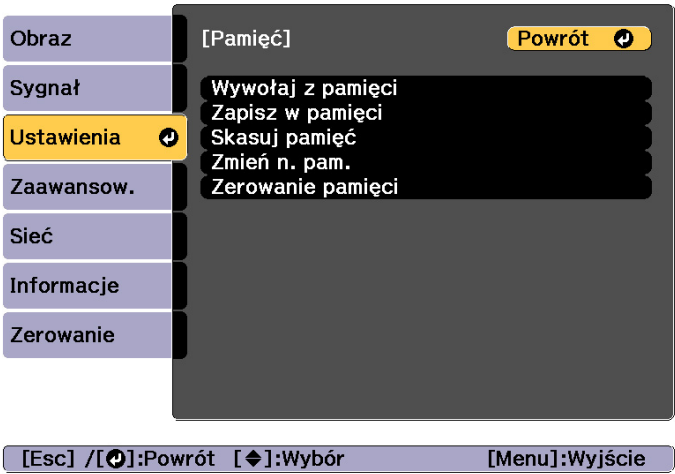 Obraz
Sygnał
Ustawienia
Zaawansow.
Sieć
Informacje
Zerowanie
[Pamięć]
Powrót
Wywołaj z pamięci
Zapisz w pamięci
Skasuj pamięć
Zmień n. pam.
Zerowanie pamięci
[Esc] /[⏎]:Powrót [◆]:Wybór [Menu]:Wyjście